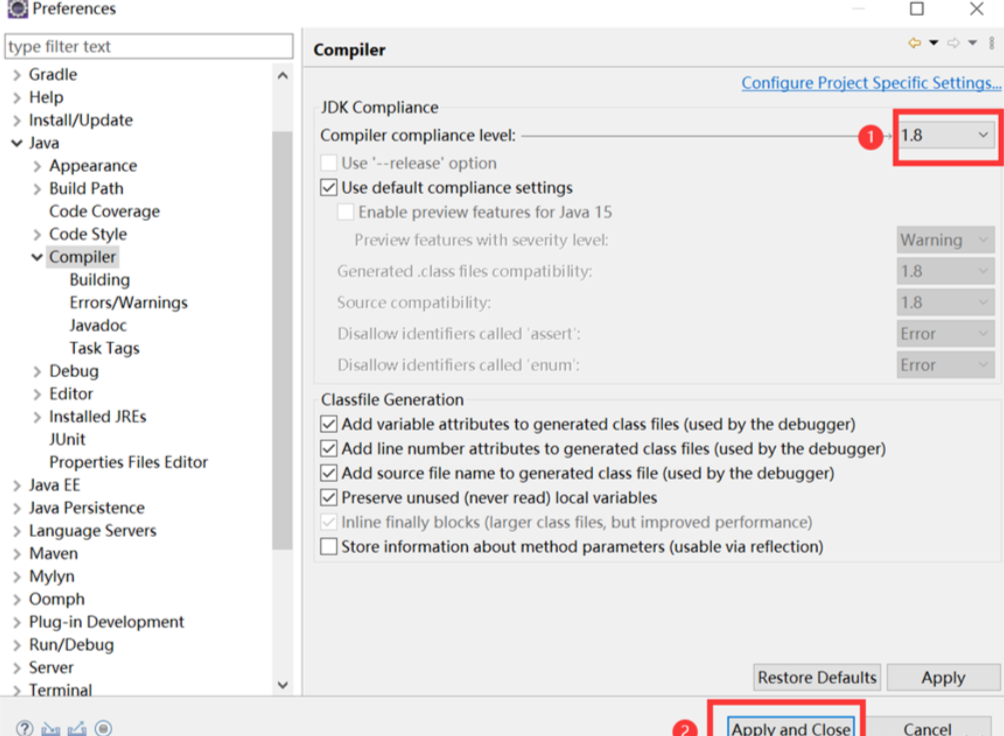 Preferences
type filter text
Gradle
Help
Install/Update
Java
Appearance
Build Path
Code Coverage
Code Style
Compiler
Building
Errors/Warnings
Javadoc
Task Tags
Debug
Editor
Installed JREs
JUnit
Properties Files Editor
Java EE
Java Persistence
Language Servers
Maven
Mylyn
Oomph
Plug-in Development
Run/Debug
Server
Terminal
Compiler
Configure Project Specific Settings...
JDK Compliance
Compiler compliance level: 1 1.8
Use '--release' option
Use default compliance settings
Enable preview features for Java 15
Preview features with severity level: Warning
Generated .class files compatibility: 1.8
Source compatibility: 1.8
Disallow identifiers called 'assert': Error
Disallow identifiers called 'enum': Error
Classfile Generation
Add variable attributes to generated class files (used by the debugger)
Add line number attributes to generated class files (used by the debugger)
Add source file name to generated class file (used by the debugger)
Preserve unused (never read) local variables
Inline finally blocks (larger class files, but improved performance)
Store information about method parameters (usable via reflection)
Restore Defaults Apply
? 2 Apply and Close Cancel